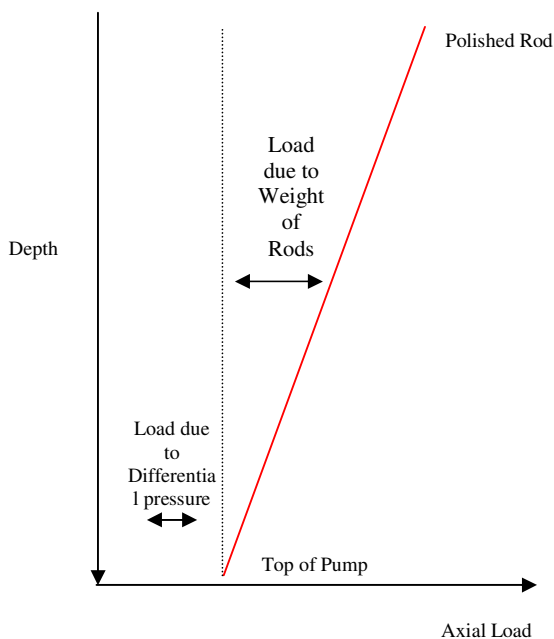 Polished Rod
Load
due to
Weight
of
Rods
Depth
Load due
to
Differentia
l pressure
Top of Pump
Axial Load